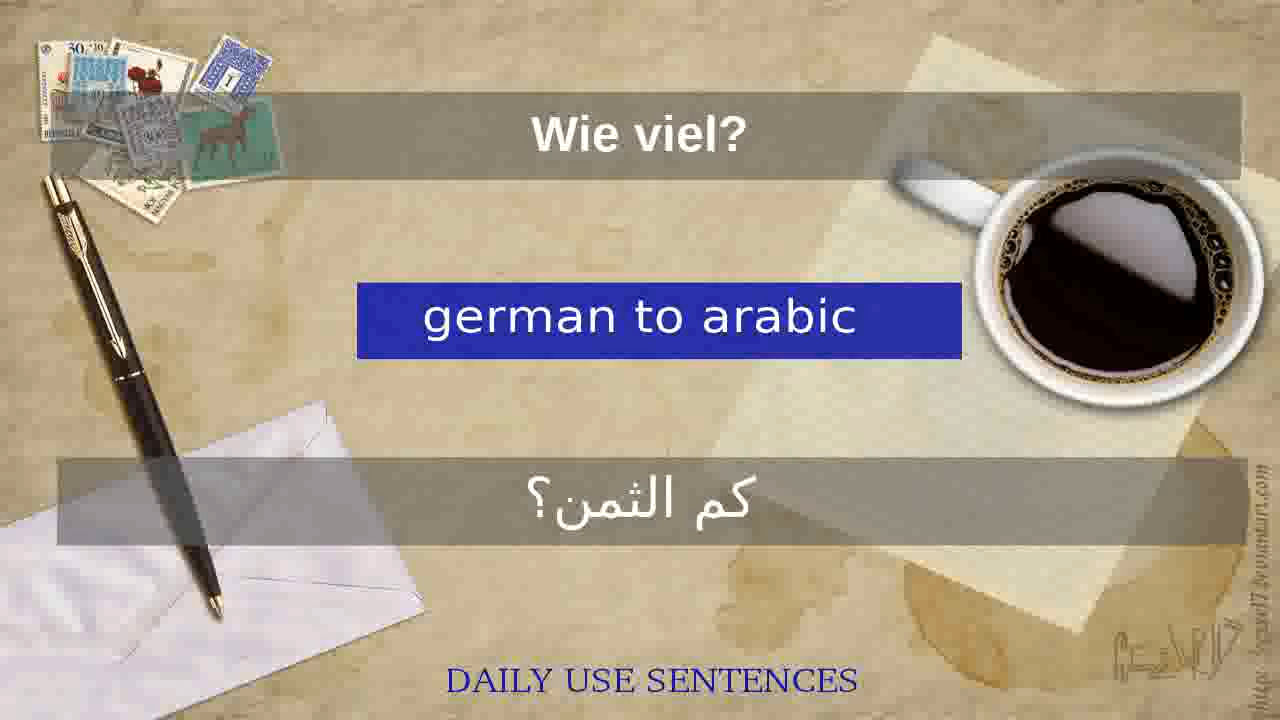 Wie viel?
german to arabic
كم الثمن؟
DAILY USE SENTENCES